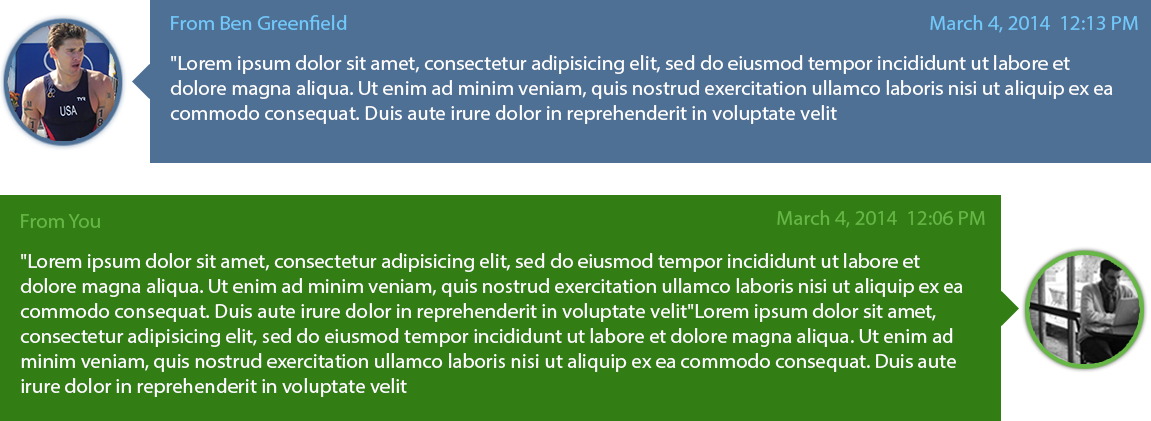 From Ben Greenfield March 4, 2014 12:13 PM
"Lorem ipsum dolor sit amet, consectetur adipisicing elit, sed do eiusmod tempor incididunt ut labore et
dolore magna aliqua. Ut enim ad minim veniam, quis nostrud exercitation ullamco laboris nisi ut aliquip ex ea
commodo consequat. Duis aute irure dolor in reprehenderit in voluptate velit
USA
From You March 4, 2014 12:06 PM
"Lorem ipsum dolor sit amet, consectetur adipisicing elit, sed do eiusmod tempor incididunt ut labore et
dolore magna aliqua. Ut enim ad minim veniam, quis nostrud exercitation ullamco laboris nisi ut aliquip ex ea
commodo consequat. Duis aute irure dolor in reprehenderit in voluptate velit"Lorem ipsum dolor sit amet,
consectetur adipisicing elit, sed do eiusmod tempor incididunt ut labore et dolore magna aliqua. Ut enim ad
minim veniam, quis nostrud exercitation ullamco laboris nisi ut aliquip ex ea commodo consequat. Duis aute
irure dolor in reprehenderit in voluptate velit